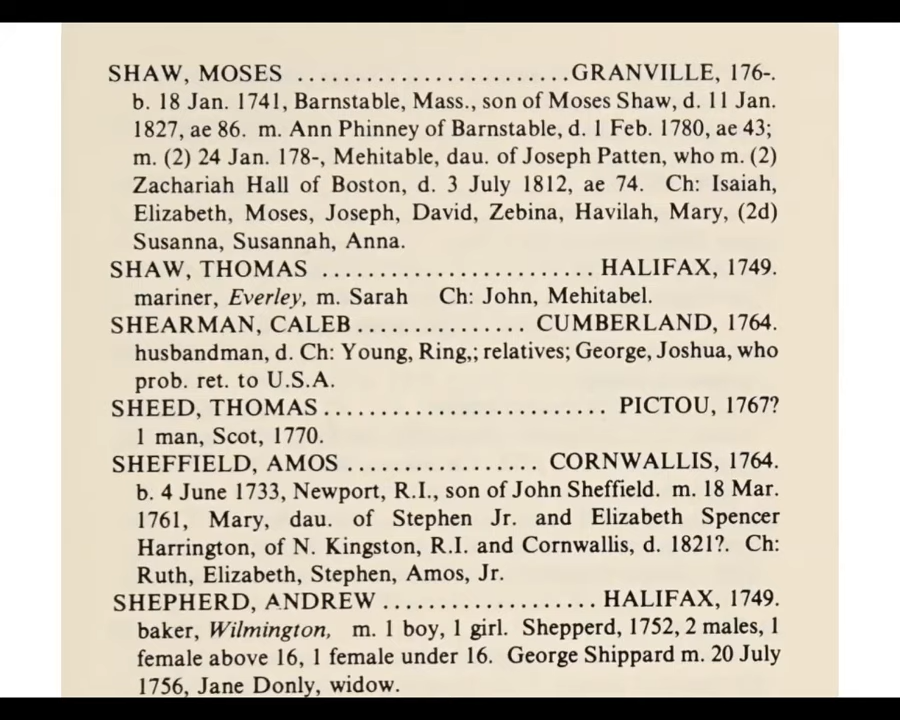 SHAW, MOSES ........................GRANVILLE, 176-.
b. 18 Jan. 1741, Barnstable, Mass., son of Moses Shaw, d. 11 Jan.
1827, ae 86. m. Ann Phinney of Barnstable, d. 1 Feb. 1780, ae 43;
m. (2) 24 Jan. 178-, Mehitable, dau. of Joseph Patten, who m. (2)
Zachariah Hall of Boston, d. 3 July 1812, ae 74. Ch: Isaiah,
Elizabeth, Moses, Joseph, David, Zebina, Havilah, Mary, (2d)
Susanna, Susannah, Anna.
SHAW, THOMAS ........................ HALIFAX, 1749.
mariner, Everley, m. Sarah Ch: John, Mehitabel.
SHEARMAN, CALEB............... CUMBERLAND, 1764.
husbandman, d. Ch: Young, Ring,; relatives; George, Joshua, who
prob. ret. to U.S.A.
SHEED, THOMAS......................... PICTOU, 1767?
1 man, Scot, 1770.
SHEFFIELD, AMOS ................. CORNWALLIS, 1764.
b. 4 June 1733, Newport, R.I., son of John Sheffield. m. 18 Mar.
1761, Mary, dau. of Stephen Jr. and Elizabeth Spencer
Harrington, of N. Kingston, R.I. and Cornwallis, d. 1821?. Ch:
Ruth, Elizabeth, Stephen, Amos, Jr.
SHEPHERD, ANDREW ................... HALIFAX, 1749.
baker, Wilmington, m. 1 boy, 1 girl. Shepperd, 1752, 2 males, 1
female above 16, 1 female under 16. George Shippard m. 20 July
1756, Jane Donly, widow.